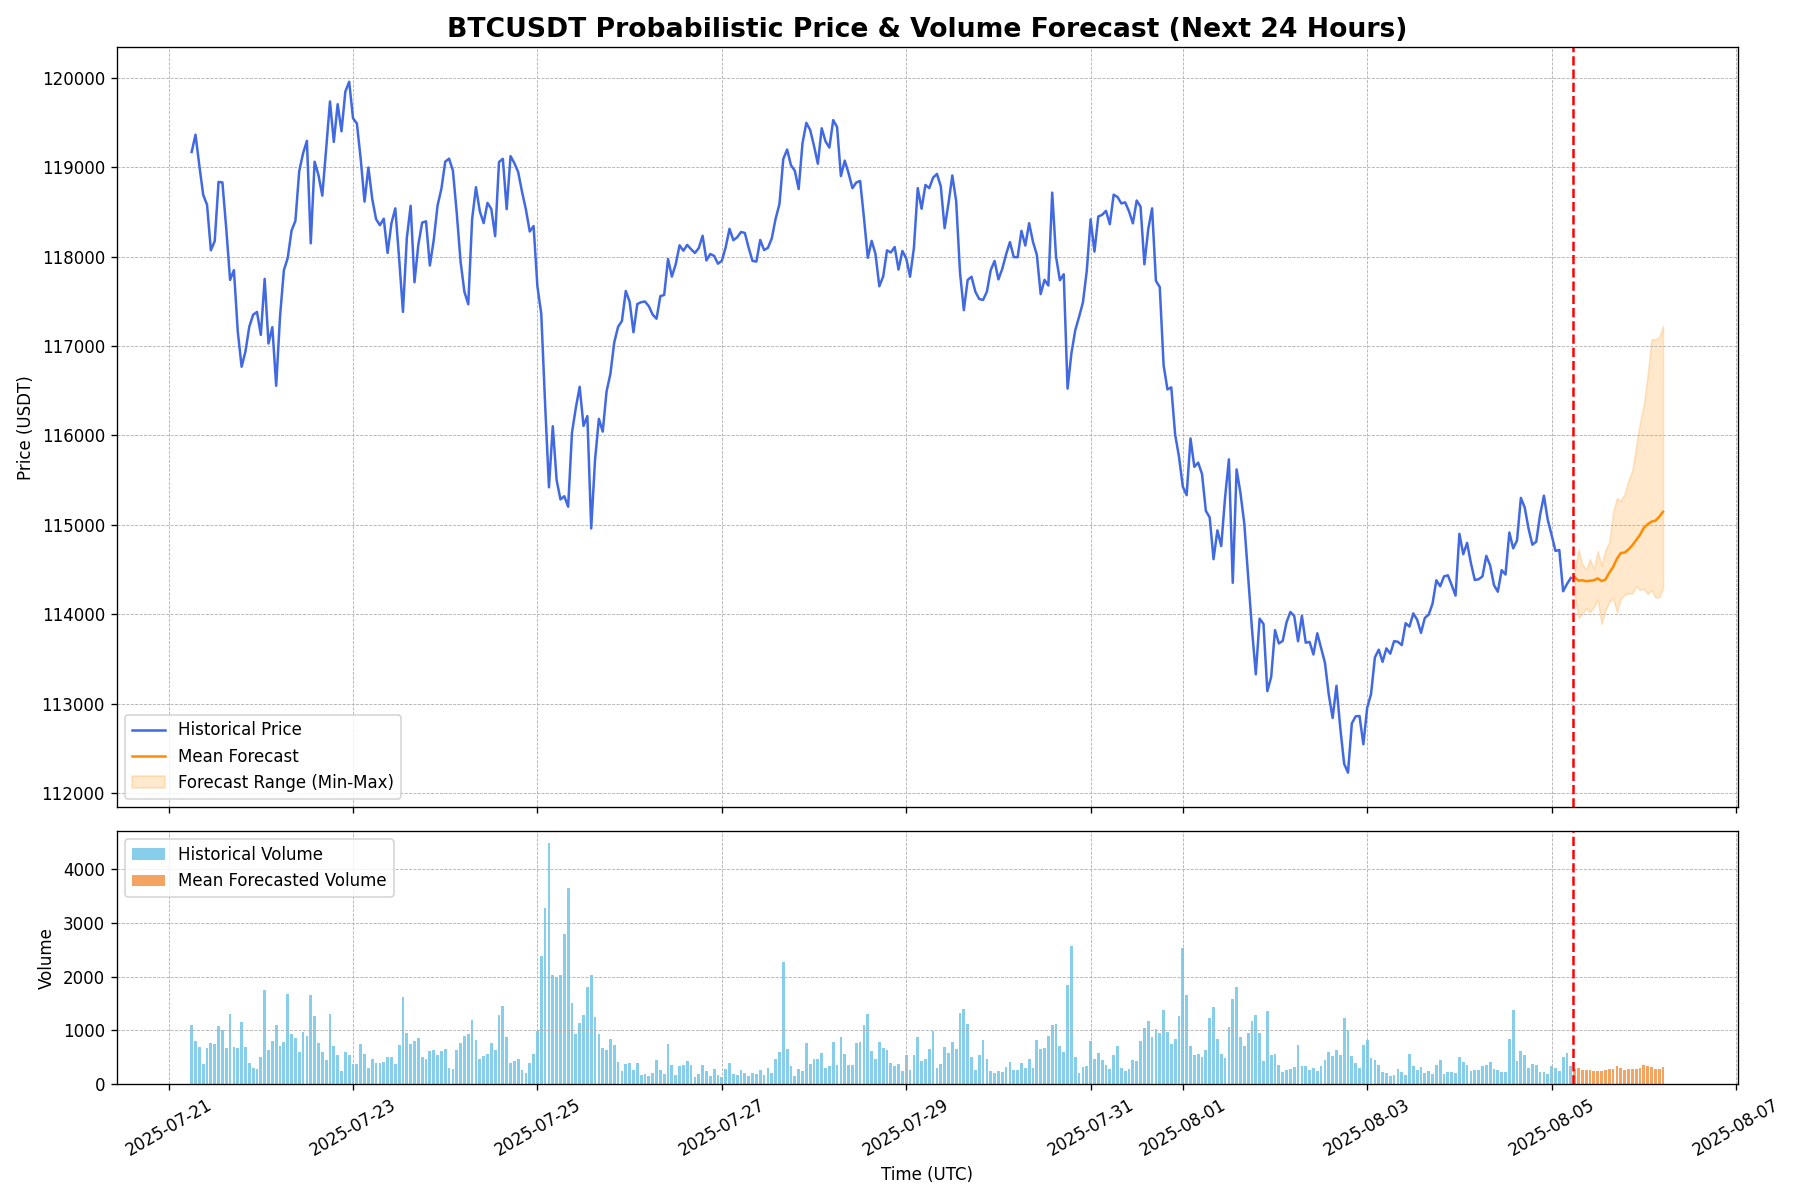 BTCUSDT Probabilistic Price & Volume Forecast (Next 24 Hours)
Price (USDT)
120000
119000
118000
117000
116000
115000
114000
113000
112000
Historical Price
Mean Forecast
Forecast Range (Min-Max)
Volume
4000
3000
2000
1000
0
Historical Volume
Mean Forecasted Volume
2025-07-21
2025-07-23
2025-07-25
2025-07-27
2025-07-29
2025-07-31
2025-08-01
2025-08-03
2025-08-05
2025-08-07
Time (UTC)